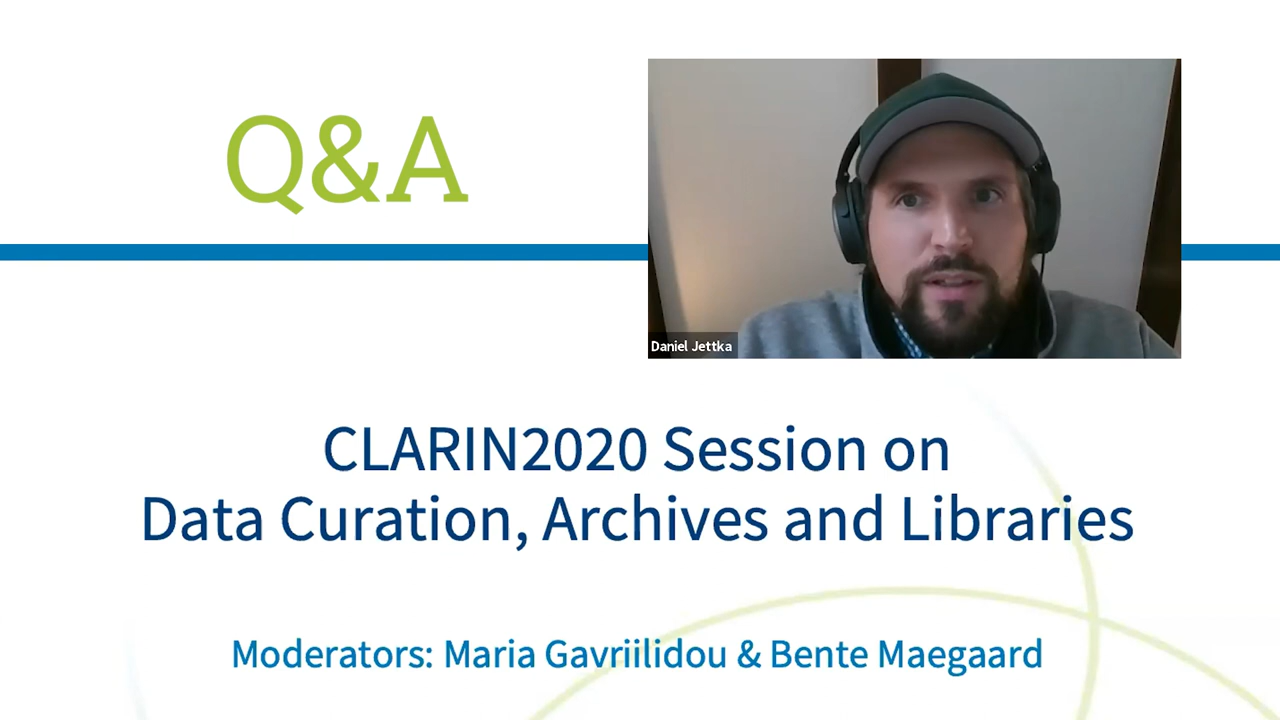 Q&A
Daniel Jettka
CLARIN2020 Session on
Data Curation, Archives and Libraries
Moderators: Maria Gavriilidou & Bente Maegaard